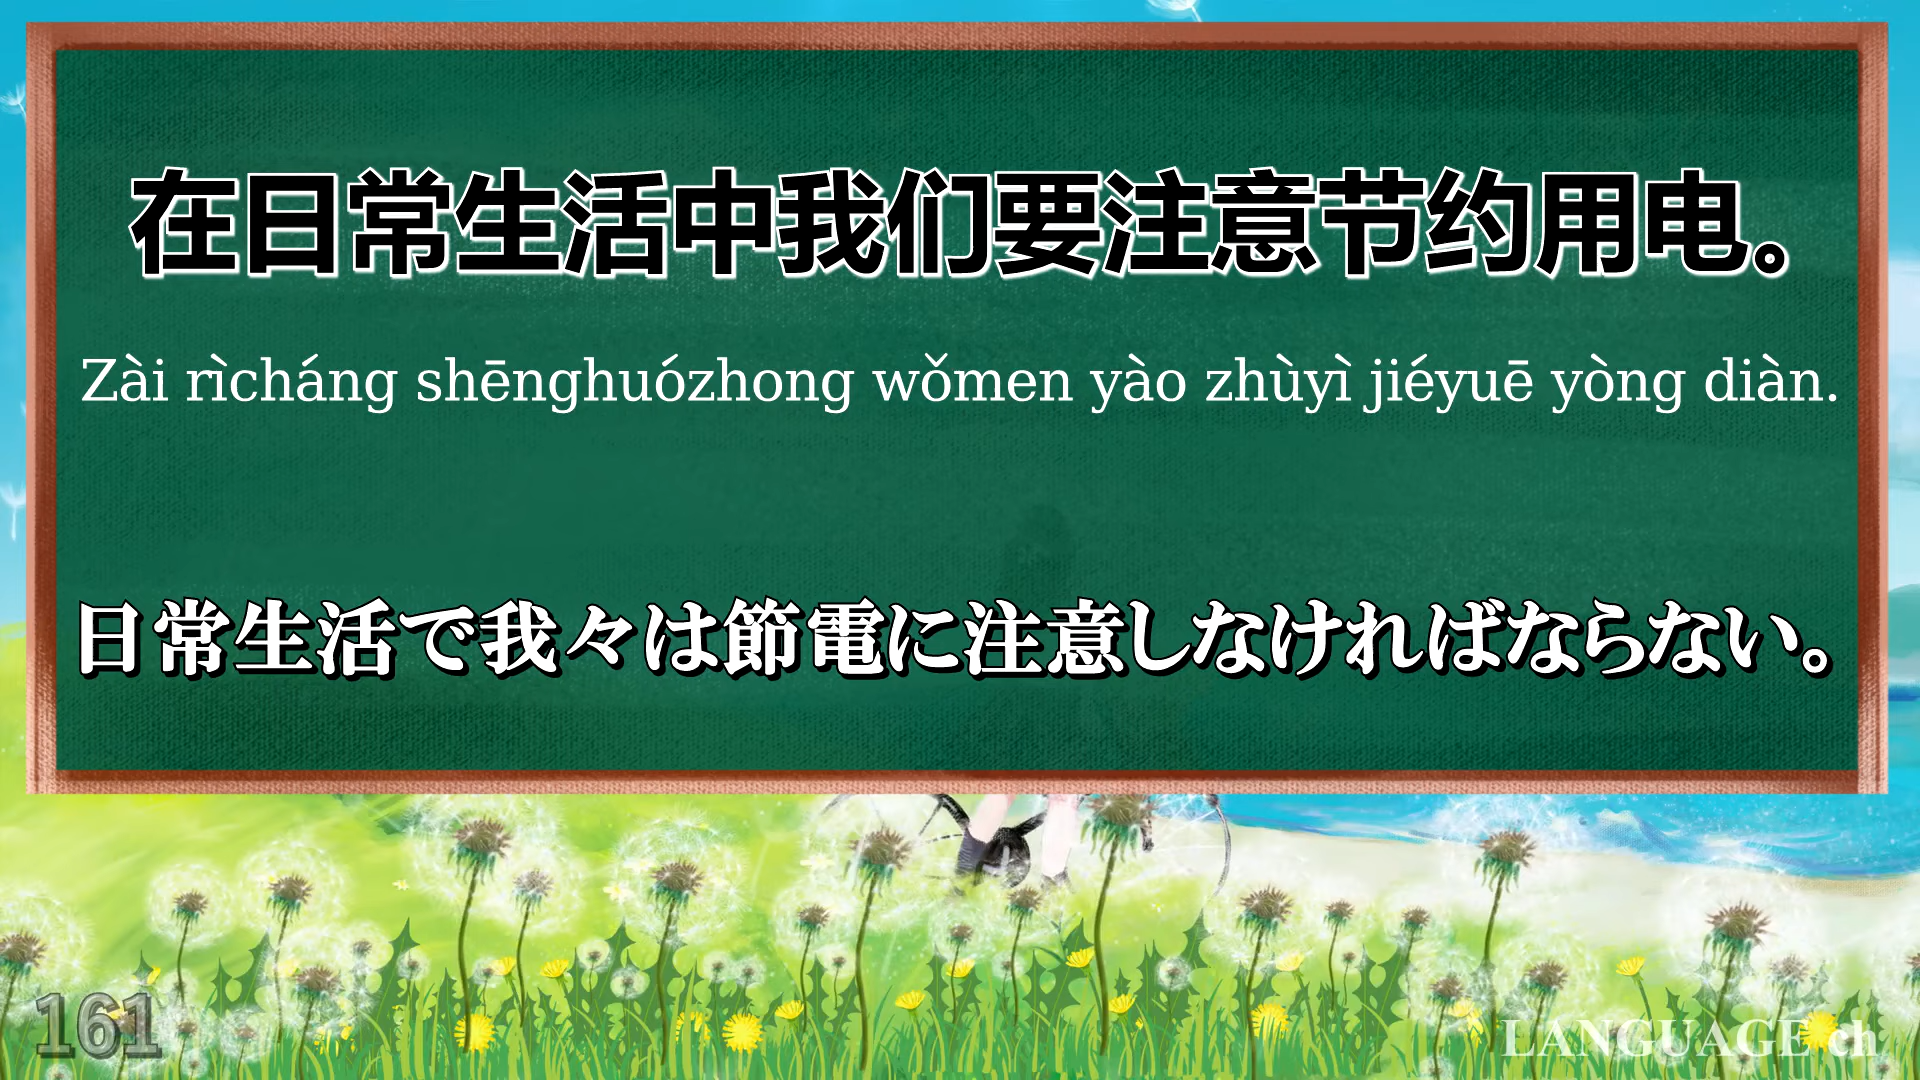 在日常生活中我们要注意节约用电。
Zài rìcháng shēnghuózhong wǒmen yào zhùyì jiéyuē yòng diàn.
日常生活で我々は節電に注意しなければならない。
161
LANGUAGE ch